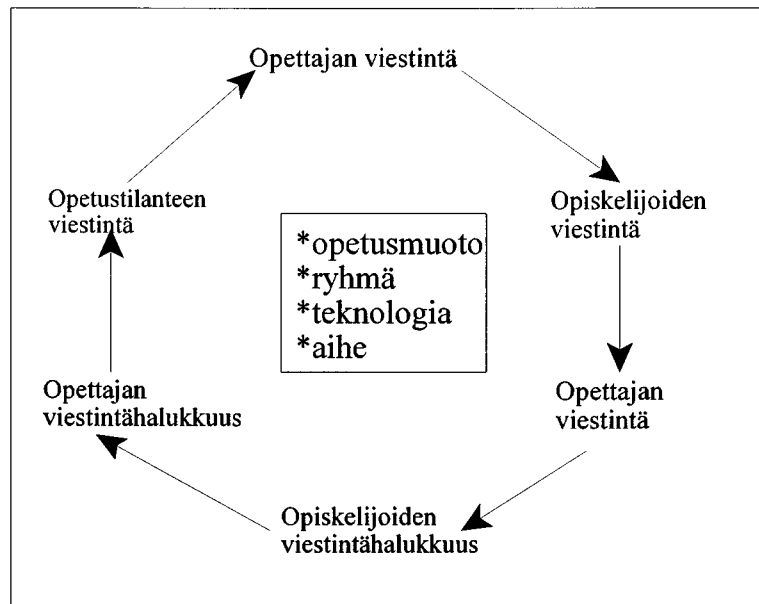 Opettajan viestintä
Opiskelijoiden
viestintä
Opettajan
viestintä
Opiskelijoiden
viestintähalukkuus
Opettajan
viestintähalukkuus
Opetustilanteen
viestintä
*opetusmuoto
*ryhmä
*teknologia
*aihe